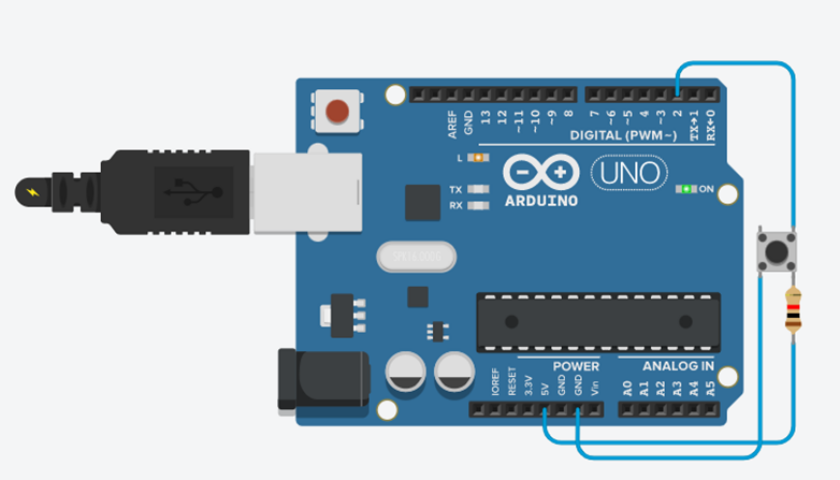 AREF
GND
13
12
~11
~10
~9
8
7
~6
~5
4
~3
2
TX→1
RX←0
DIGITAL (PWM~)
L
TX
RX
ARDUINO
UNO
ON
POWER
ANALOG IN
IOREF
RESET
3.3V
5V
GND
GND
Vin
A0
A1
A2
A3
A4
A5